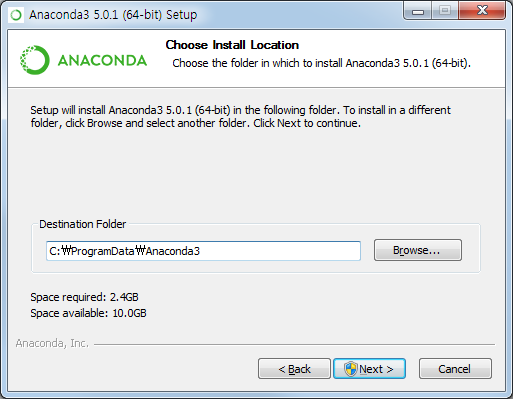 Anaconda3 5.0.1 (64-bit) Setup
ANACONDA
Choose Install Location
Choose the folder in which to install Anaconda3 5.0.1 (64-bit).
Setup will install Anaconda3 5.0.1 (64-bit) in the following folder. To install in a different
folder, click Browse and select another folder. Click Next to continue.
Destination Folder
C:₩ProgramData₩Anaconda3
Browse...
Space required: 2.4GB
Space available: 10.0GB
Anaconda, Inc.
< Back
Next >
Cancel